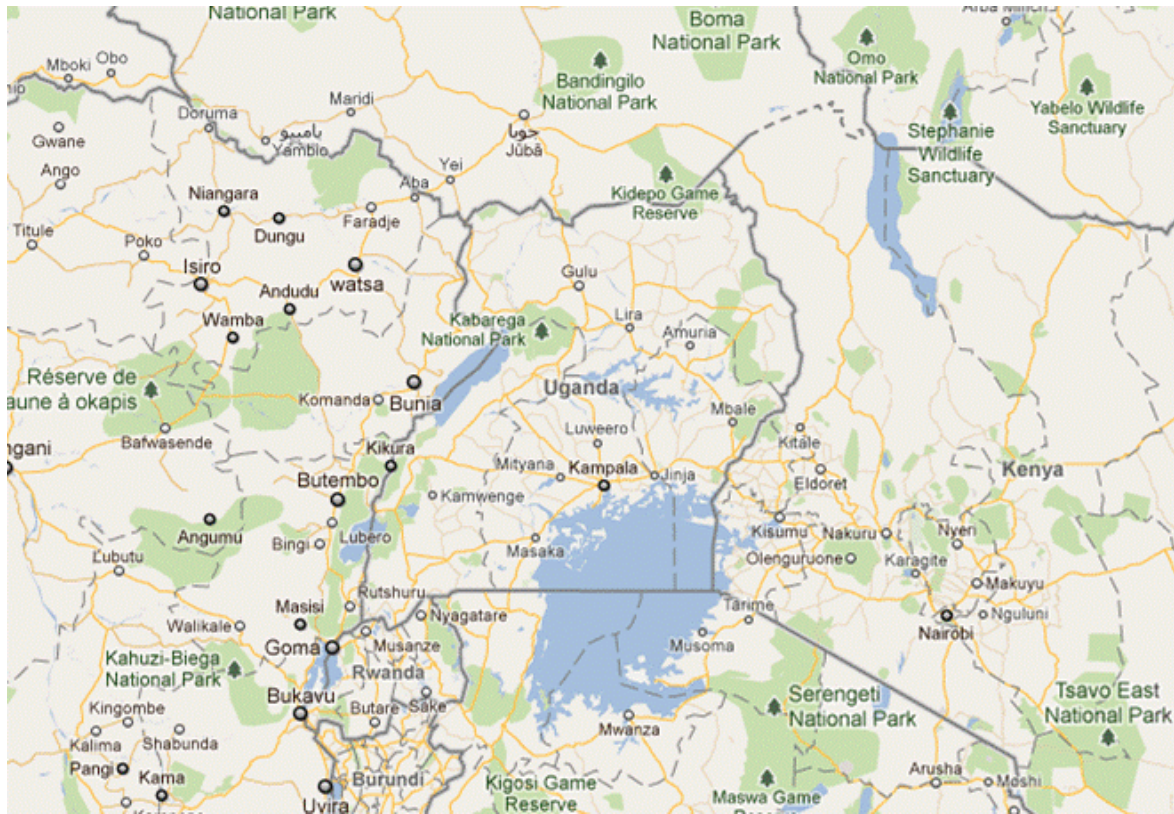 National Park
Boma
National Park
Arba Minch
Mboki
Obo
Bandingilo
National Park
Omo
National Park
Yabelo Wildlife
Sanctuary
Stephanie
Wildlife
Sanctuary
Gwane
Doruma
Maridi
يامبيو
Yambio
جوبا
Jūbā
Ango
Yei
Aba
Kidepo Game
Reserve
Niangara
Dungu
Faradje
Titule
Poko
Isiro
watsa
Gulu
Andudu
Wamba
Kabarega
National Park
Lira
Amuria
Réserve de
aune à okapis
Komanda
Bunia
Uganda
Mbale
Bafwasende
Luweero
Kitale
ngani
Kikura
Mityana
Kampala
Jinja
Eldoret
Kenya
Butembo
Kamwenge
Angumu
Bingi
Lubero
Masaka
Kisumu
Nakuru
Nyeri
Olenguruone
Karagite
Lubutu
Makuyu
Masisi
Rutshuru
Nyagatare
Tarime
Nguluni
Nairobi
Walikale
Goma
Musanze
Musoma
Kahuzi-Biega
National Park
Rwanda
Serengeti
National Park
Tsavo East
National Park
Bukavu
Butare
Sake
Kingombe
Mwanza
Kalima
Shabunda
Pangi
Kama
Burundi
Uvira
Kigosi Game
Reserve
Maswa Game
Arusha
Moshi